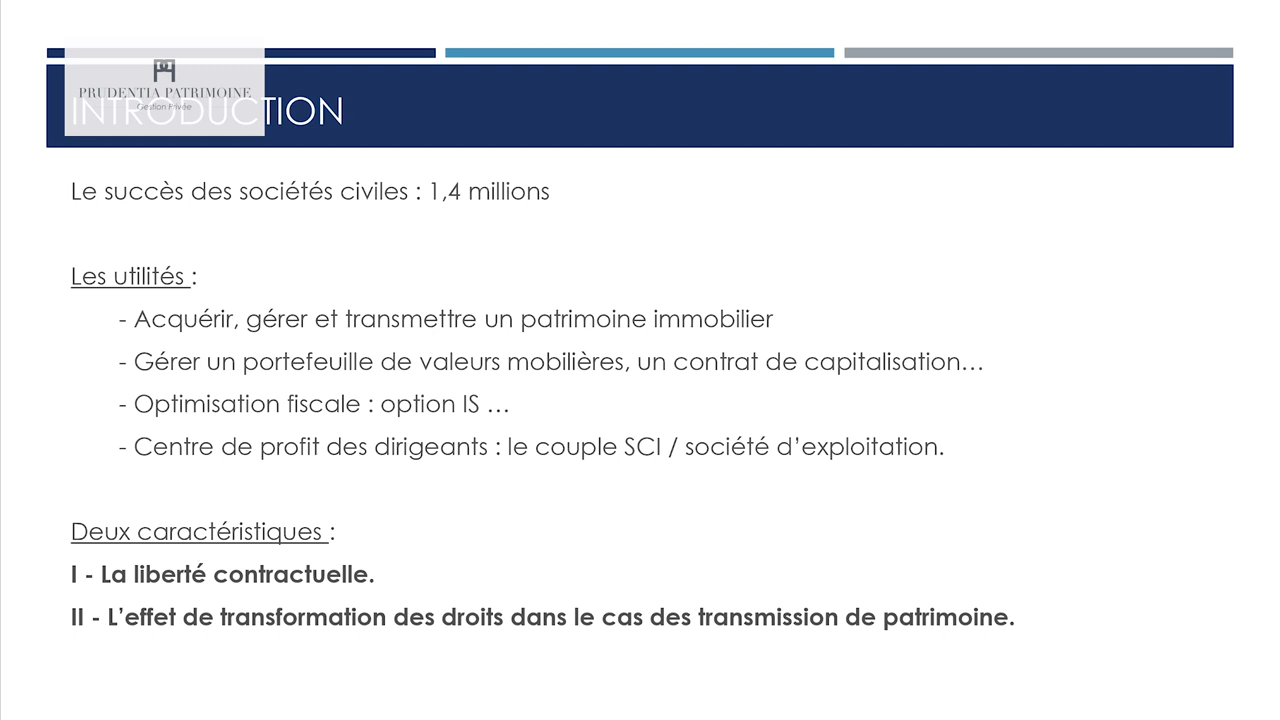 PRUDENTIA PATRIMOINE
Gestion Privée
INTRODUCTION
Le succès des sociétés civiles : 1,4 millions
Les utilités :
- Acquérir, gérer et transmettre un patrimoine immobilier
- Gérer un portefeuille de valeurs mobilières, un contrat de capitalisation…
- Optimisation fiscale : option IS …
- Centre de profit des dirigeants : le couple SCI / société d’exploitation.
Deux caractéristiques :
I - La liberté contractuelle.
II - L’effet de transformation des droits dans le cas des transmission de patrimoine.